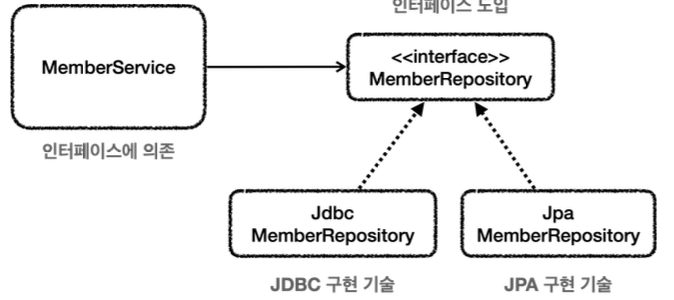 인터페이스 도입
MemberService
<<interface>>
MemberRepository
인터페이스에 의존
Jdbc
MemberRepository
Jpa
MemberRepository
JDBC 구현 기술
JPA 구현 기술